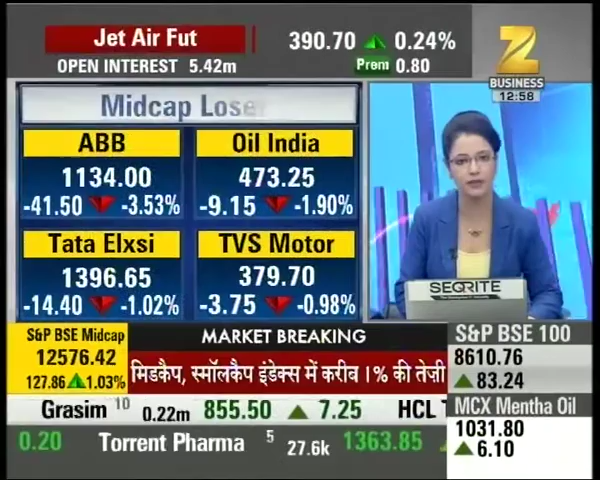 Jet Air Fut
390.70 0.24%
OPEN INTEREST 5.42m
Prem 0.80
Z
BUSINESS
12:58
Midcap
ABB
1134.00
-41.50 -3.53%
Oil India
473.25
-9.15 -1.90%
Tata Elxsi
1396.65
-14.40 -1.02%
TVS Motor
379.70
-3.75 -0.98%
SEQRITE
S&P BSE Midcap
12576.42
127.86 1.03%
MARKET BREAKING
मिडकैप, स्मॉलकैप इंडेक्स में करीब 1% की तेजी
S&P BSE 100
8610.76
83.24
MCX Mentha Oil
1031.80
6.10
Grasim 10 0.22m 855.50 7.25 HCL
0.20 Torrent Pharma 5 27.6k 1363.85